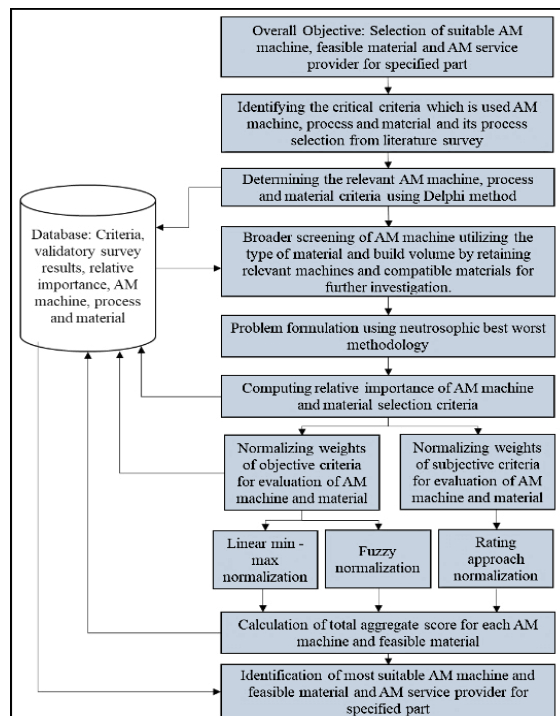 Overall Objective: Selection of suitable AM
machine, feasible material and AM service
provider for specified part
Identifying the critical criteria which is used AM
machine, process and material and its process
selection from literature survey
Determining the relevant AM machine, process
and material criteria using Delphi method
Database: Criteria,
validatory survey
results, relative
importance, AM
machine, process
and material
Broader screening of AM machine utilizing the
type of material and build volume by retaining
relevant machines and compatible materials for
further investigation.
Problem formulation using neutrosophic best worst
methodology
Computing relative importance of AM machine
and material selection criteria
Normalizing weights
of objective criteria
for evaluation of AM
machine and material
Normalizing weights
of subjective criteria
for evaluation of AM
machine and material
Linear min -
max
normalization
Fuzzy
normalization
Rating
approach
normalization
Calculation of total aggregate score for each AM
machine and feasible material
Identification of most suitable AM machine and
feasible material and AM service provider for
specified part